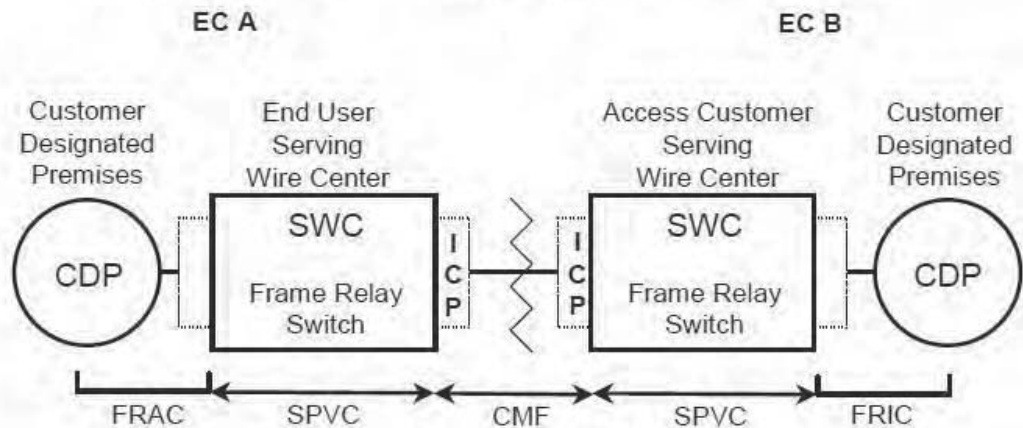 EC A
EC B
Customer
Designated
Premises
End User
Serving
Wire Center
Access Customer
Serving
Wire Center
Customer
Designated
Premises
CDP
SWC
Frame Relay
Switch
I
C
P
I
C
P
SWC
Frame Relay
Switch
CDP
FRAC
SPVC
CMF
SPVC
FRIC